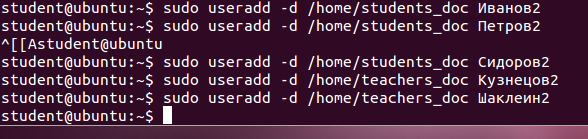 student@ubuntu:~$ sudo useradd -d /home/students_doc Иванов2
student@ubuntu:~$ sudo useradd -d /home/students_doc Петров2
^[[Astudent@ubuntu
student@ubuntu:~$ sudo useradd -d /home/students_doc Сидоров2
student@ubuntu:~$ sudo useradd -d /home/teachers_doc Кузнецов2
student@ubuntu:~$ sudo useradd -d /home/teachers_doc Шаклеин2
student@ubuntu:~$